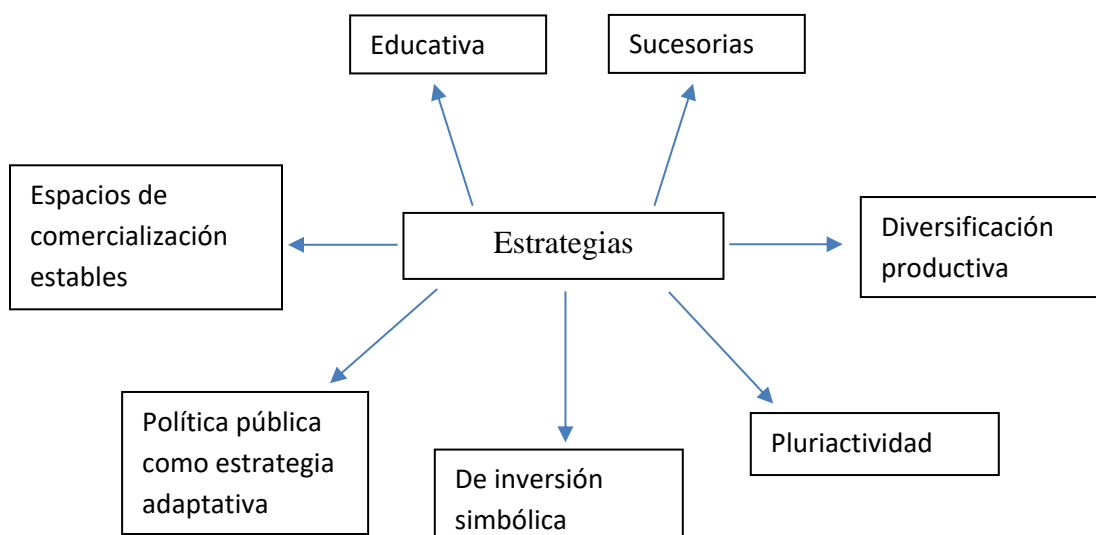 Educativa
Sucesorias
Espacios de
comercialización
estables
Estrategias
Diversificación
productiva
Política pública
como estrategia
adaptativa
De inversión
simbólica
Pluriactividad